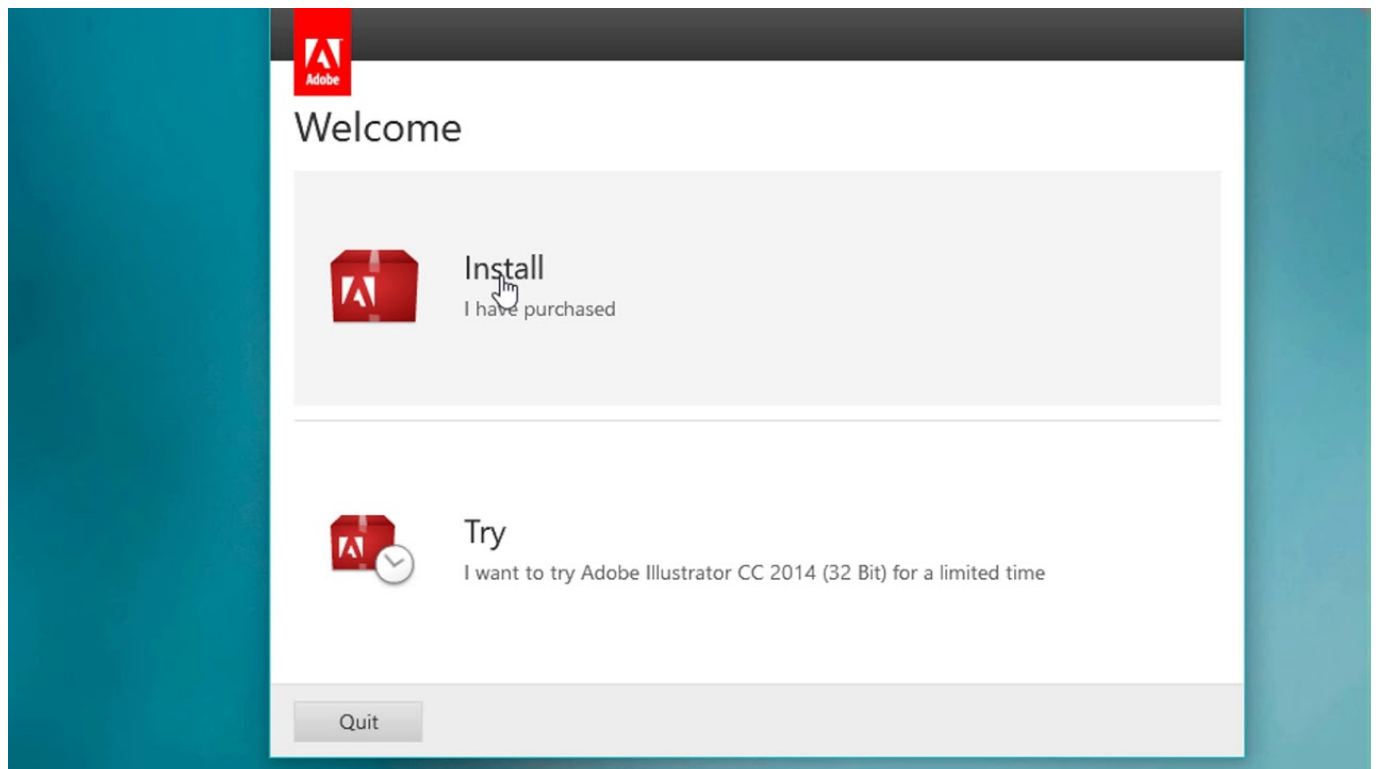 Adobe
Welcome
Install
I have purchased
Try
I want to try Adobe Illustrator CC 2014 (32 Bit) for a limited time
Quit